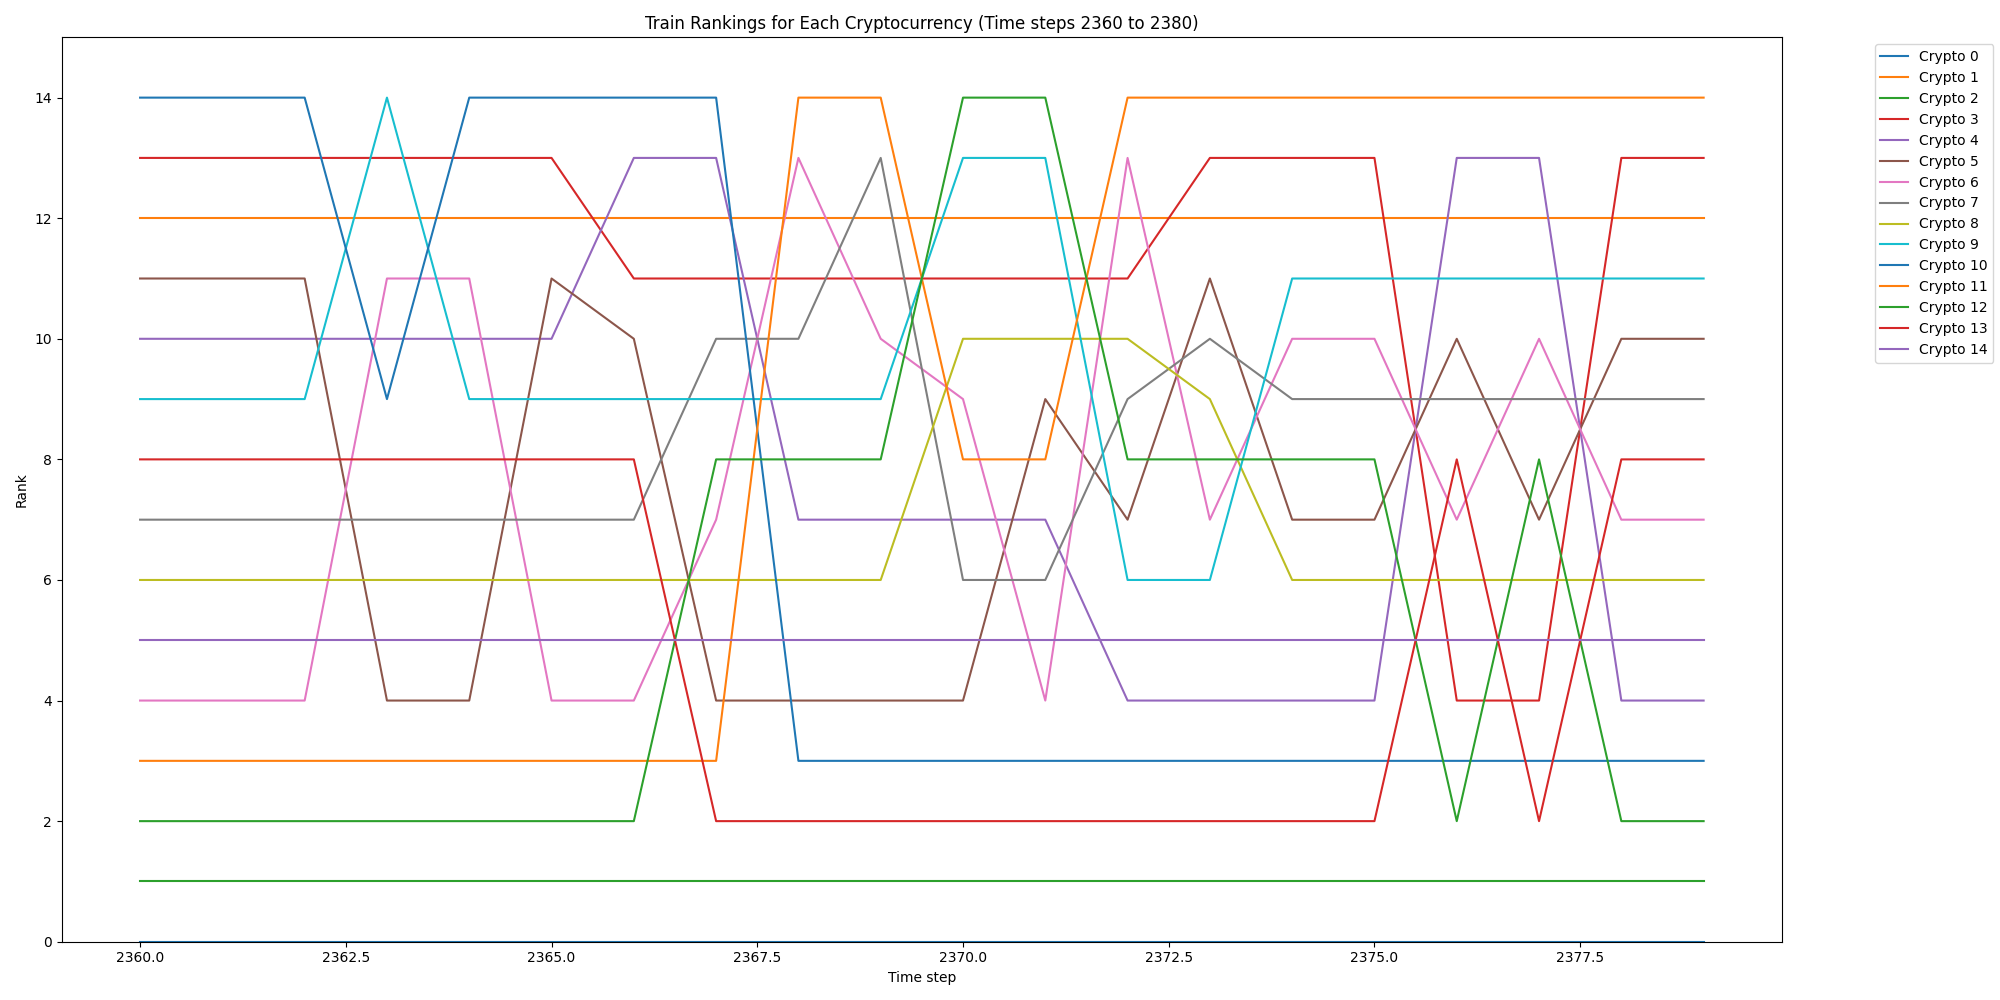 Train Rankings for Each Cryptocurrency (Time steps 2360 to 2380)
Rank
14
12
10
8
6
4
2
0
2360.0 2362.5 2365.0 2367.5 2370.0 2372.5 2375.0 2377.5
Time step
Crypto 0
Crypto 1
Crypto 2
Crypto 3
Crypto 4
Crypto 5
Crypto 6
Crypto 7
Crypto 8
Crypto 9
Crypto 10
Crypto 11
Crypto 12
Crypto 13
Crypto 14